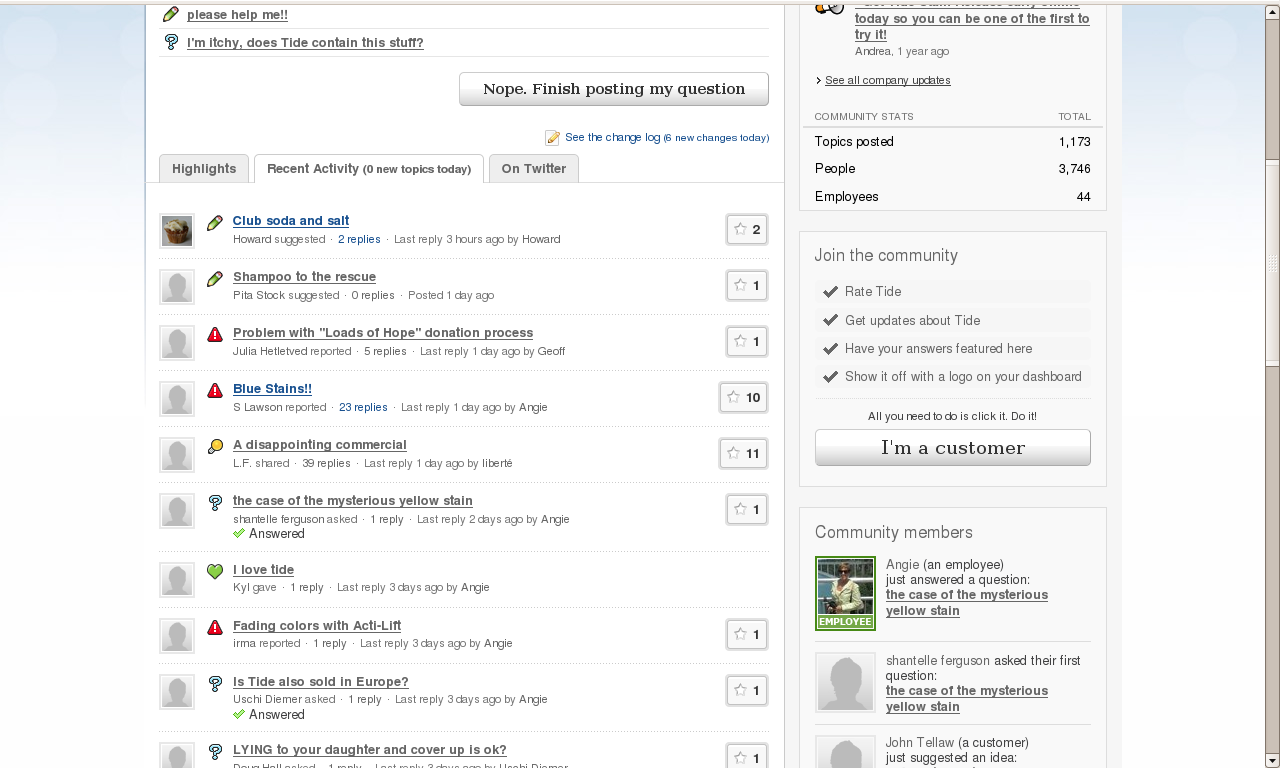 please help me!!
I'm itchy, does Tide contain this stuff?
Nope. Finish posting my question
See the change log (6 new changes today)
Highlights
Recent Activity (0 new topics today)
On Twitter
Club soda and salt
Howard suggested · 2 replies · Last reply 3 hours ago by Howard
2
Shampoo to the rescue
Pita Stock suggested · 0 replies · Posted 1 day ago
1
Problem with "Loads of Hope" donation process
Julia Hetletved reported · 5 replies · Last reply 1 day ago by Geoff
1
Blue Stains!!
S Lawson reported · 23 replies · Last reply 1 day ago by Angie
10
A disappointing commercial
L.F. shared · 39 replies · Last reply 1 day ago by liberté
11
the case of the mysterious yellow stain
shantelle ferguson asked · 1 reply · Last reply 2 days ago by Angie
Answered
1
I love tide
Kyl gave · 1 reply · Last reply 3 days ago by Angie
Fading colors with Acti-Lift
irma reported · 1 reply · Last reply 3 days ago by Angie
1
Is Tide also sold in Europe?
Uschi Diemer asked · 1 reply · Last reply 3 days ago by Angie
Answered
1
LYING to your daughter and cover up is ok?
Doug Hall asked · 1 reply · Last reply 3 days ago by Uschi Diemer
1
today so you can be one of the first to
try it!
Andrea, 1 year ago
See all company updates
COMMUNITY STATS TOTAL
Topics posted 1,173
People 3,746
Employees 44
Join the community
Rate Tide
Get updates about Tide
Have your answers featured here
Show it off with a logo on your dashboard
All you need to do is click it. Do it!
I'm a customer
Community members
EMPLOYEE
Angie (an employee)
just answered a question:
the case of the mysterious
yellow stain
shantelle ferguson asked their first
question:
the case of the mysterious
yellow stain
John Tellaw (a customer)
just suggested an idea: